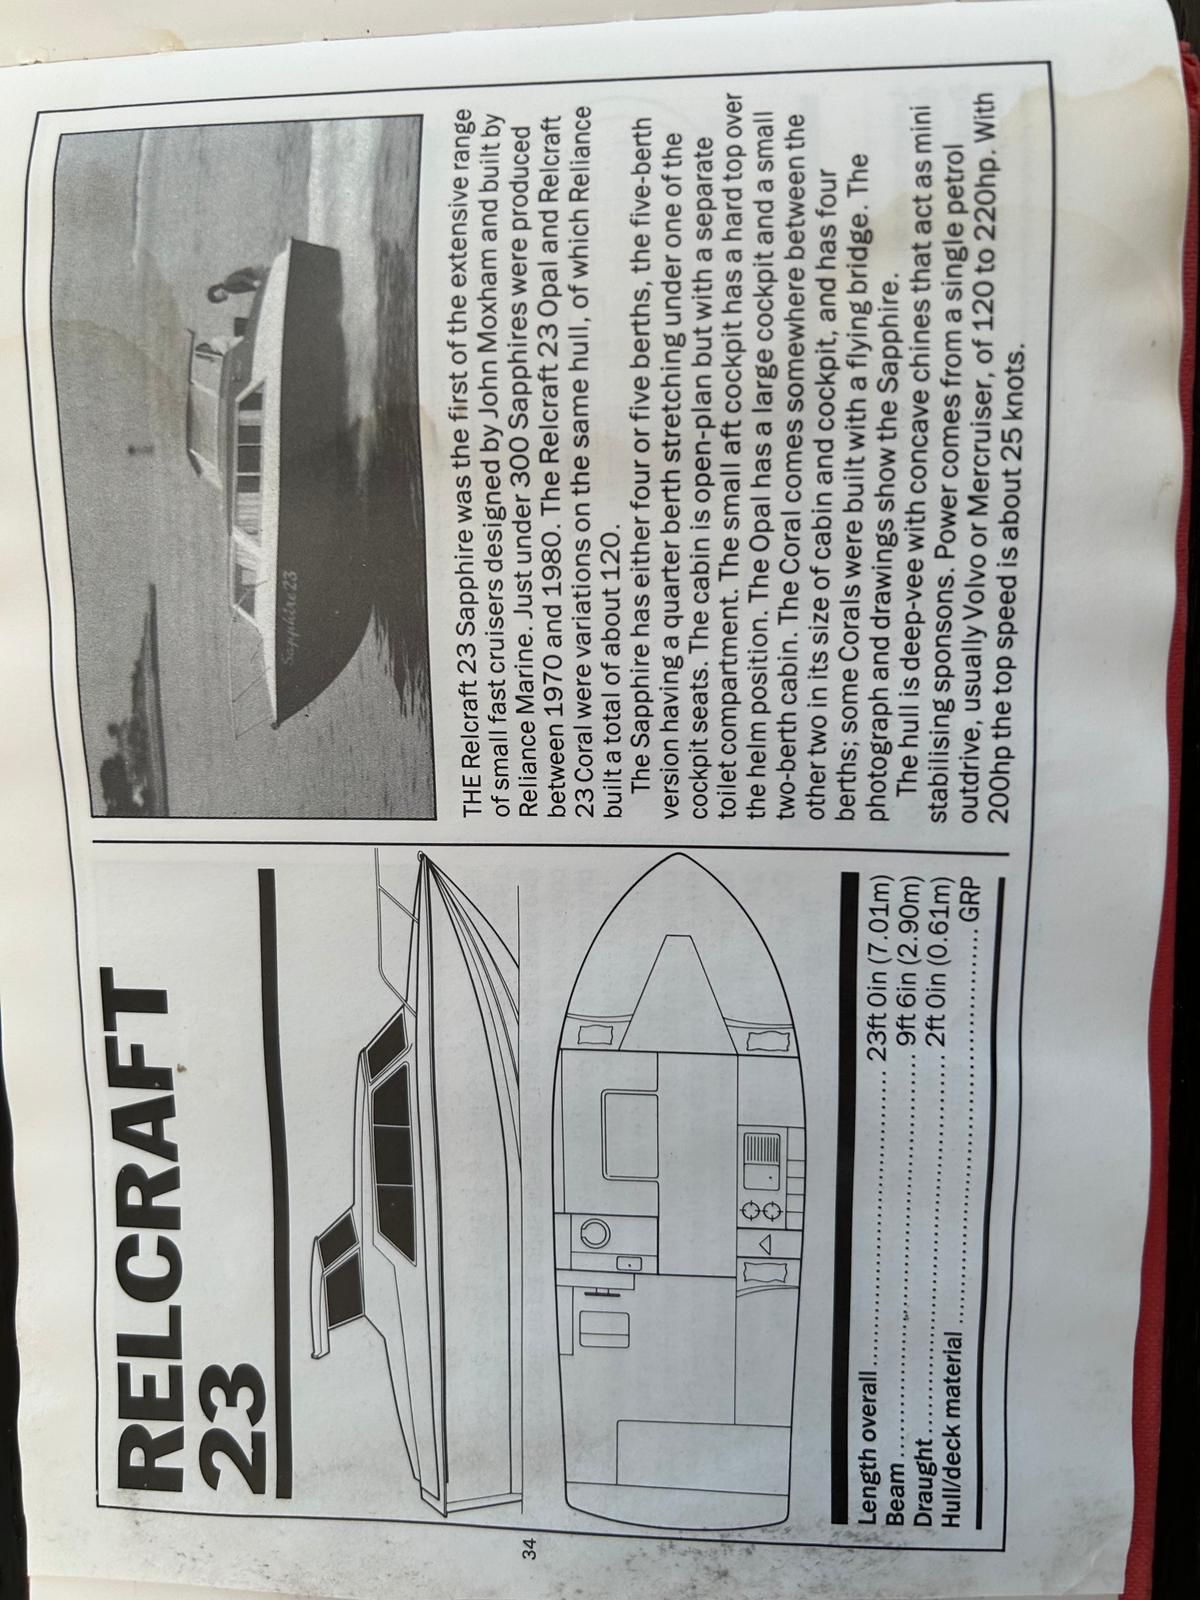 RELCRAFT
23
Length overall ........................ 23ft 0in (7.01m)
Beam ........................................ 9ft 6in (2.90m)
Draught ..................................... 2ft 0in (0.61m)
Hull/deck material ........................................ GRP
34
Sapphire 23
THE Relcraft 23 Sapphire was the first of the extensive range
of small fast cruisers designed by John Moxham and built by
Reliance Marine. Just under 300 Sapphires were produced
between 1970 and 1980. The Relcraft 23 Opal and Relcraft
23 Coral were variations on the same hull, of which Reliance
built a total of about 120.
The Sapphire has either four or five berths, the five-berth
version having a quarter berth stretching under one of the
cockpit seats. The cabin is open-plan but with a separate
toilet compartment. The small aft cockpit has a hard top over
the helm position. The Opal has a large cockpit and a small
two-berth cabin. The Coral comes somewhere between the
other two in its size of cabin and cockpit, and has four
berths; some Corals were built with a flying bridge. The
photograph and drawings show the Sapphire.
The hull is deep-vee with concave chines that act as mini
stabilising sponsons. Power comes from a single petrol
outdrive, usually Volvo or Mercruiser, of 120 to 220hp. With
200hp the top speed is about 25 knots.